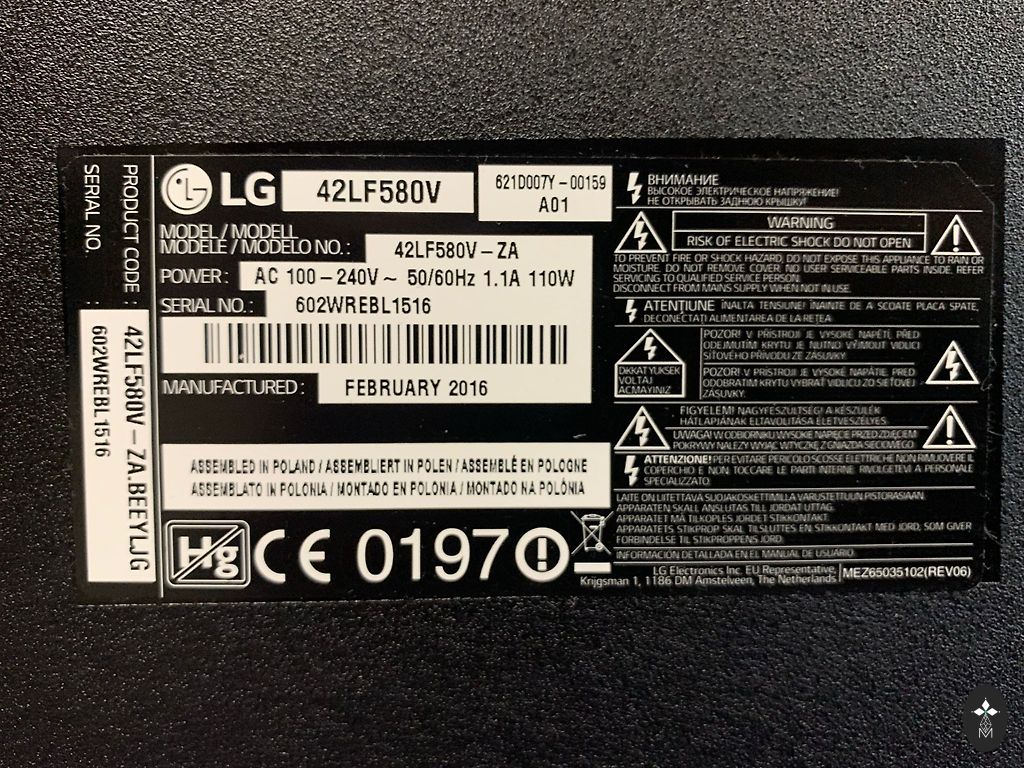 PRODUCT CODE : 42LF580V-ZA.BEEYLJG
SERIAL NO. : 602WREBL1516
LG 42LF580V
621D007Y-00159
A01
MODEL / MODELL
MODÈLE / MODELO NO. : 42LF580V-ZA
POWER : AC 100-240V~ 50/60Hz 1.1A 110W
SERIAL NO. : 602WREBL1516
MANUFACTURED : FEBRUARY 2016
ASSEMBLED IN POLAND / ASSEMBLIERT IN POLEN / ASSEMBLÉ EN POLOGNE
ASSEMBLATO IN POLONIA / MONTADO EN POLONIA / MONTADO NA POLÓNIA
Hg CE 0197
ВНИМАНИЕ
ВЫСОКОЕ ЭЛЕКТРИЧЕСКОЕ НАПРЯЖЕНИЕ!
НЕ ОТКРЫВАТЬ ЗАДНЮЮ КРЫШКУ!
WARNING
RISK OF ELECTRIC SHOCK DO NOT OPEN
TO PREVENT FIRE OR SHOCK HAZARD, DO NOT EXPOSE THIS APPLIANCE TO RAIN OR
MOISTURE. DO NOT REMOVE COVER NO USER SERVICEABLE PARTS INSIDE. REFER
SERVICING TO QUALIFIED SERVICE PERSON.
DISCONNECT FROM MAINS SUPPLY WHEN NOT IN USE.
ATENŢIUNE ÎNALTA TENSIUNE! ÎNAINTE DE A SCOATE PLACA SPATE,
DECONECTAŢI ALIMENTAREA DE LA REŢEA
DIKKAT YUKSEK
VOLTAJ
ACMAYINIZ
POZOR! V PŘÍSTROJI JE VYSOKÉ NAPĚTÍ, PŘED
ODEJMUTÍM KRYTU JE NUTNO VYJMOUT VIDLICI
SÍŤOVÉHO PŘÍVODU ZE ZÁSUVKY.
POZOR! V PRÍSTROJI JE VYSOKÉ NAPÄTIE, PRED
ODOBRATIM KRYTU VYBRAŤ VIDLICU ZO SIEŤOVEJ
ZÁSUVKY.
FIGYELEM! NAGYFESZÜLTSÉG! A KÉSZÜLÉK
HÁTLAPJÁNAK ELTÁVOLÍTÁSA ÉLETVESZÉLYES.
UWAGA! W ODBIORNIKU WYSOKIE NAPIĘCIE PRZED ZDJĘCIEM
POKRYWY NALEŻY WYJĄĆ WTYCZKĘ Z GNIAZDA SIECIOWEGO
ATTENZIONE! PER EVITARE PERICOLO SCOSSE ELETTRICHE NON RIMUOVERE IL
COPERCHIO E NON TOCCARE LE PARTI INTERNE RIVOLGETEVI A PERSONALE
SPECIALIZZATO.
LAITE ON LIITETTAVÄ SUOJAKOSKETTIMILLA VARUSTETTUUN PISTORASIAAN.
APPARATEN SKALL ANSLUTAS TILL JORDAT UTTAG.
APPARATET MÅ TILKOPLES JORDET STIKKONTAKT.
APPARATETS STIKPROP SKAL TILSLUTTES EN STIKKONTAKT MED JORD, SOM GIVER
FORBINDELSE TIL STIKPROPPENS JORD.
INFORMACIÓN DETALLADA EN EL MANUAL DE USUARIO.
LG Electronics Inc. EU Representative,
Krijgsman 1, 1186 DM Amstelveen, The Netherlands
MEZ65035102(REV06)
M